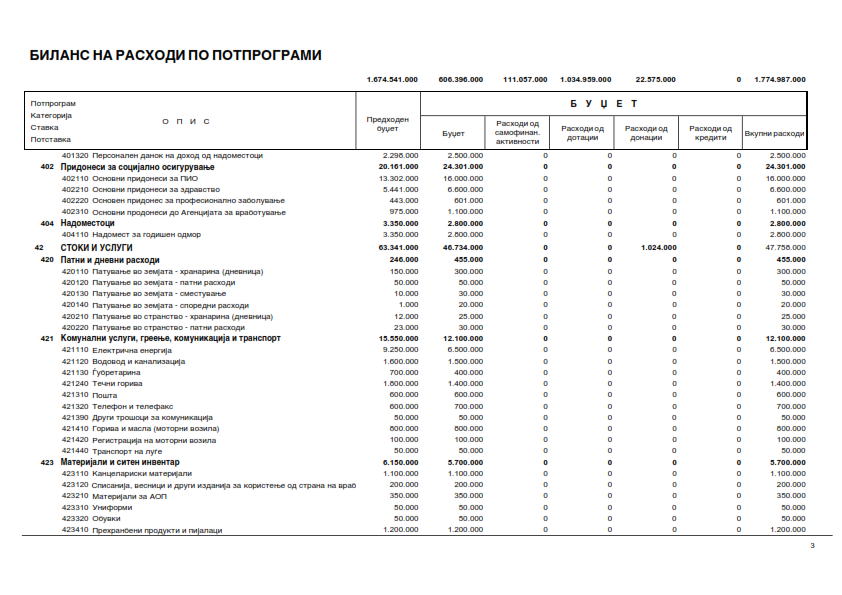 БИЛАНС НА РАСХОДИ ПО ПОТПРОГРАМИ
1.674.541.000 606.396.000 111.057.000 1.034.959.000 22.575.000 0 1.774.987.000
Потпрограм
Категорија
Ставка
Потставка
О П И С
Предходен буџет
Б У Џ Е Т
Буџет
Расходи од самофинан. активности
Расходи од дотации
Расходи од донации
Расходи од кредити
Вкупни расходи
401320 Персонален данок на доход од надоместоци 2.296.000 2.500.000 0 0 0 0 2.500.000
402 Придонеси за социјално осигурување 20.161.000 24.301.000 0 0 0 0 24.301.000
402110 Основни придонеси за ПИО 13.302.000 16.000.000 0 0 0 0 16.000.000
402210 Основни придонеси за здравство 5.441.000 6.600.000 0 0 0 0 6.600.000
402220 Основен придонес за професионално заболување 443.000 601.000 0 0 0 0 601.000
402310 Основни продонеси до Агенцијата за вработување 975.000 1.100.000 0 0 0 0 1.100.000
404 Надоместоци 3.350.000 2.800.000 0 0 0 0 2.800.000
404110 Надомест за годишен одмор 3.350.000 2.800.000 0 0 0 0 2.800.000
42 СТОКИ И УСЛУГИ 63.341.000 46.734.000 0 0 1.024.000 0 47.758.000
420 Патни и дневни расходи 246.000 455.000 0 0 0 0 455.000
420110 Патување во земјата - хранарина (дневница) 150.000 300.000 0 0 0 0 300.000
420120 Патување во земјата - патни расходи 50.000 50.000 0 0 0 0 50.000
420130 Патување во земјата - сместување 10.000 30.000 0 0 0 0 30.000
420140 Патување во земјата - споредни расходи 1.000 20.000 0 0 0 0 20.000
420210 Патување во странство - хранарина (дневница) 12.000 25.000 0 0 0 0 25.000
420220 Патување во странство - патни расходи 23.000 30.000 0 0 0 0 30.000
421 Комунални услуги, греење, комуникација и транспорт 15.550.000 12.100.000 0 0 0 0 12.100.000
421110 Електрична енергија 9.250.000 6.500.000 0 0 0 0 6.500.000
421120 Водовод и канализација 1.600.000 1.500.000 0 0 0 0 1.500.000
421130 Ѓубретарина 700.000 400.000 0 0 0 0 400.000
421240 Течни горива 1.800.000 1.400.000 0 0 0 0 1.400.000
421310 Пошта 600.000 600.000 0 0 0 0 600.000
421320 Телефон и телефакс 600.000 700.000 0 0 0 0 700.000
421390 Други трошоци за комуникација 50.000 50.000 0 0 0 0 50.000
421410 Горива и масла (моторни возила) 800.000 800.000 0 0 0 0 800.000
421420 Регистрација на моторни возила 100.000 100.000 0 0 0 0 100.000
421440 Транспорт на луѓе 50.000 50.000 0 0 0 0 50.000
423 Материјали и ситен инвентар 6.150.000 5.700.000 0 0 0 0 5.700.000
423110 Канцелариски материјали 1.100.000 1.100.000 0 0 0 0 1.100.000
423120 Списанија, весници и други изданија за користење од страна на враб 200.000 200.000 0 0 0 0 200.000
423210 Материјали за АОП 350.000 350.000 0 0 0 0 350.000
423310 Униформи 50.000 50.000 0 0 0 0 50.000
423320 Обувки 50.000 50.000 0 0 0 0 50.000
423410 Прехранбени продукти и пијалаци 1.200.000 1.200.000 0 0 0 0 1.200.000
3